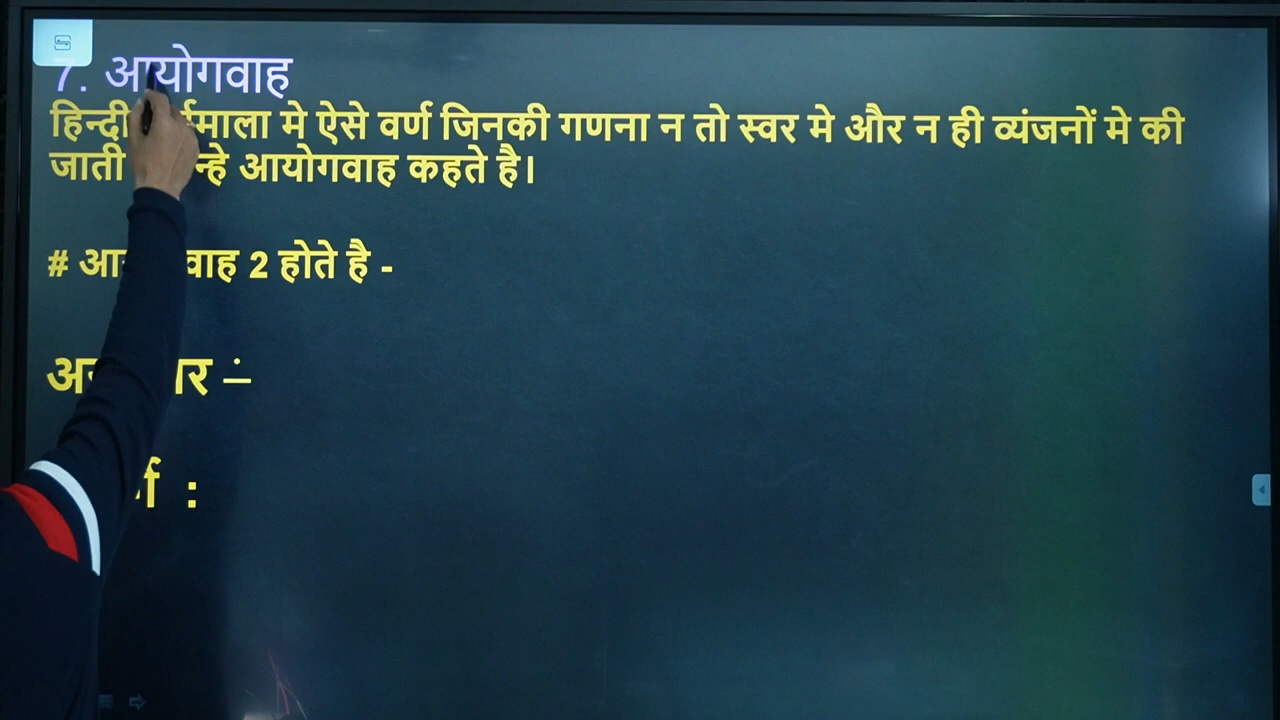 7. आयोगवाह
हिन्दी मे ऐसे वर्ण जिनकी गणना न तो स्वर मे और न ही व्यंजनों मे की
जाती आयोगवाह कहते है।
# 2 होते है -
–ं
: